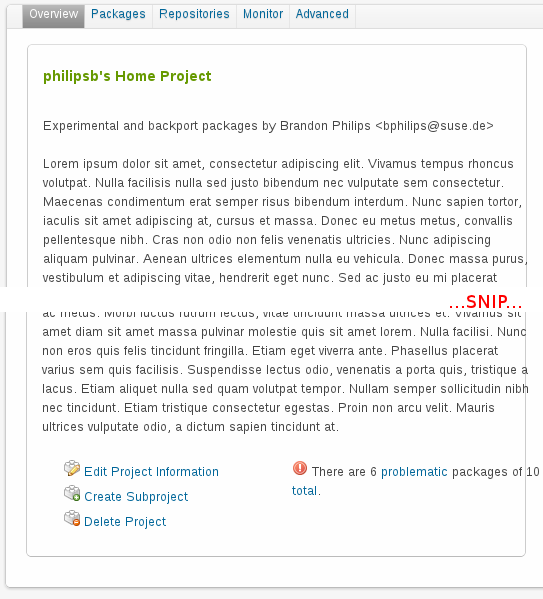 Overview Packages Repositories Monitor Advanced
philipsb's Home Project
Experimental and backport packages by Brandon Philips <bphilips@suse.de>
Lorem ipsum dolor sit amet, consectetur adipiscing elit. Vivamus tempus rhoncus
volutpat. Nulla facilisis nulla sed justo bibendum nec vulputate sem consectetur.
Maecenas condimentum erat semper risus bibendum interdum. Nunc sapien tortor,
iaculis sit amet adipiscing at, cursus et massa. Donec eu metus metus, convallis
pellentesque nibh. Cras non odio non felis venenatis ultricies. Nunc adipiscing
aliquam pulvinar. Aenean ultrices elementum nulla eu vehicula. Donec massa purus,
vestibulum et adipiscing vitae, hendrerit eget nunc. Sed ac justo eu mi placerat
...SNIP...
ac metus. Morbi luctus rutrum lectus, vitae tincidunt massa ultrices et. Vivamus sit
amet diam sit amet massa pulvinar molestie quis sit amet lorem. Nulla facilisi. Nunc
non eros quis felis tincidunt fringilla. Etiam eget viverra ante. Phasellus placerat
varius sem quis facilisis. Suspendisse lectus odio, venenatis a porta quis, tristique a
lacus. Etiam aliquet nulla sed quam volutpat tempor. Nullam semper sollicitudin nibh
nec tincidunt. Etiam tristique consectetur egestas. Proin non arcu velit. Mauris
ultrices vulputate odio, a dictum sapien tincidunt at.
Edit Project Information
Create Subproject
Delete Project
There are 6 problematic packages of 10
total.